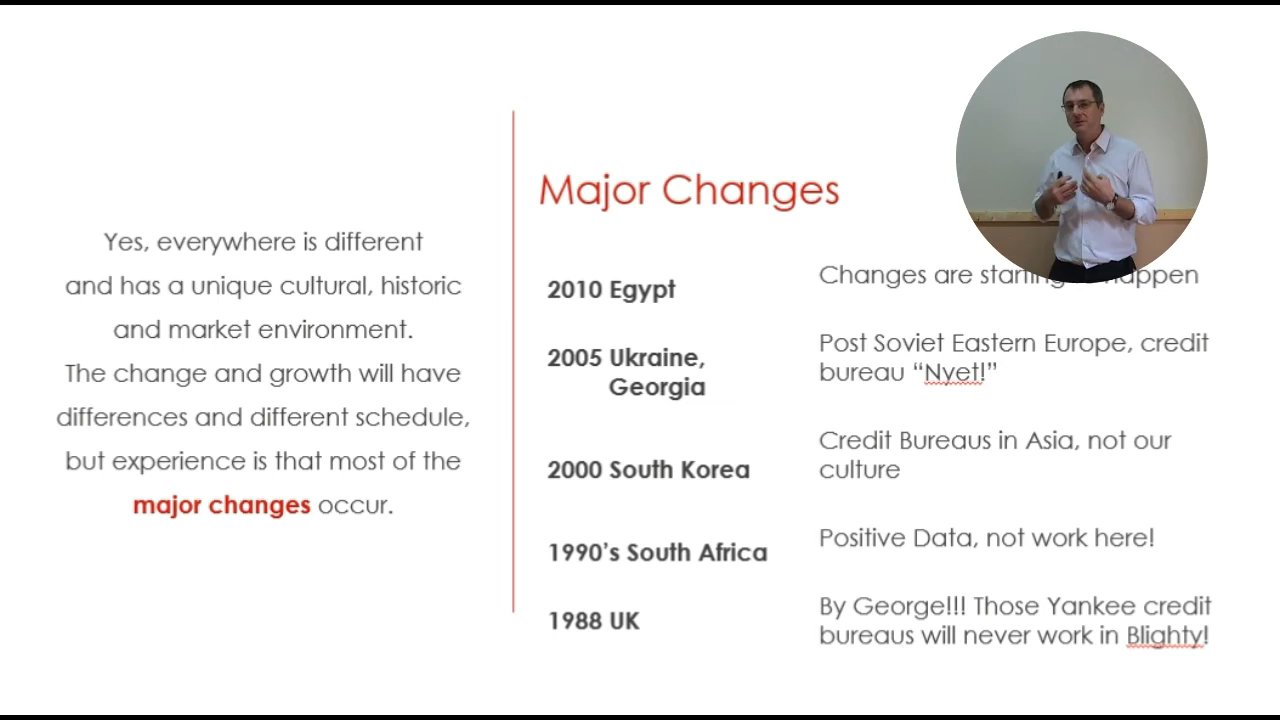 Yes, everywhere is different
and has a unique cultural, historic
and market environment.
The change and growth will have
differences and different schedule,
but experience is that most of the
major changes occur.
Major Changes
2010 Egypt
Changes are starting happen
2005 Ukraine,
Georgia
Post Soviet Eastern Europe, credit
bureau “Nyet!”
2000 South Korea
Credit Bureaus in Asia, not our
culture
1990’s South Africa
Positive Data, not work here!
1988 UK
By George!!! Those Yankee credit
bureaus will never work in Blighty!